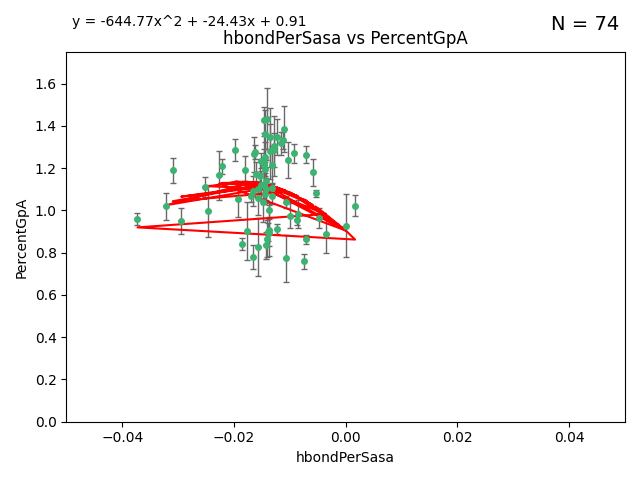 y = -644.77x^2 + -24.43x + 0.91
N = 74
hbondPerSasa vs PercentGpA
1.6
1.4
1.2
1.0
0.8
0.6
0.4
0.2
0.0
PercentGpA
−0.04 −0.02 0.00 0.02 0.04
hbondPerSasa